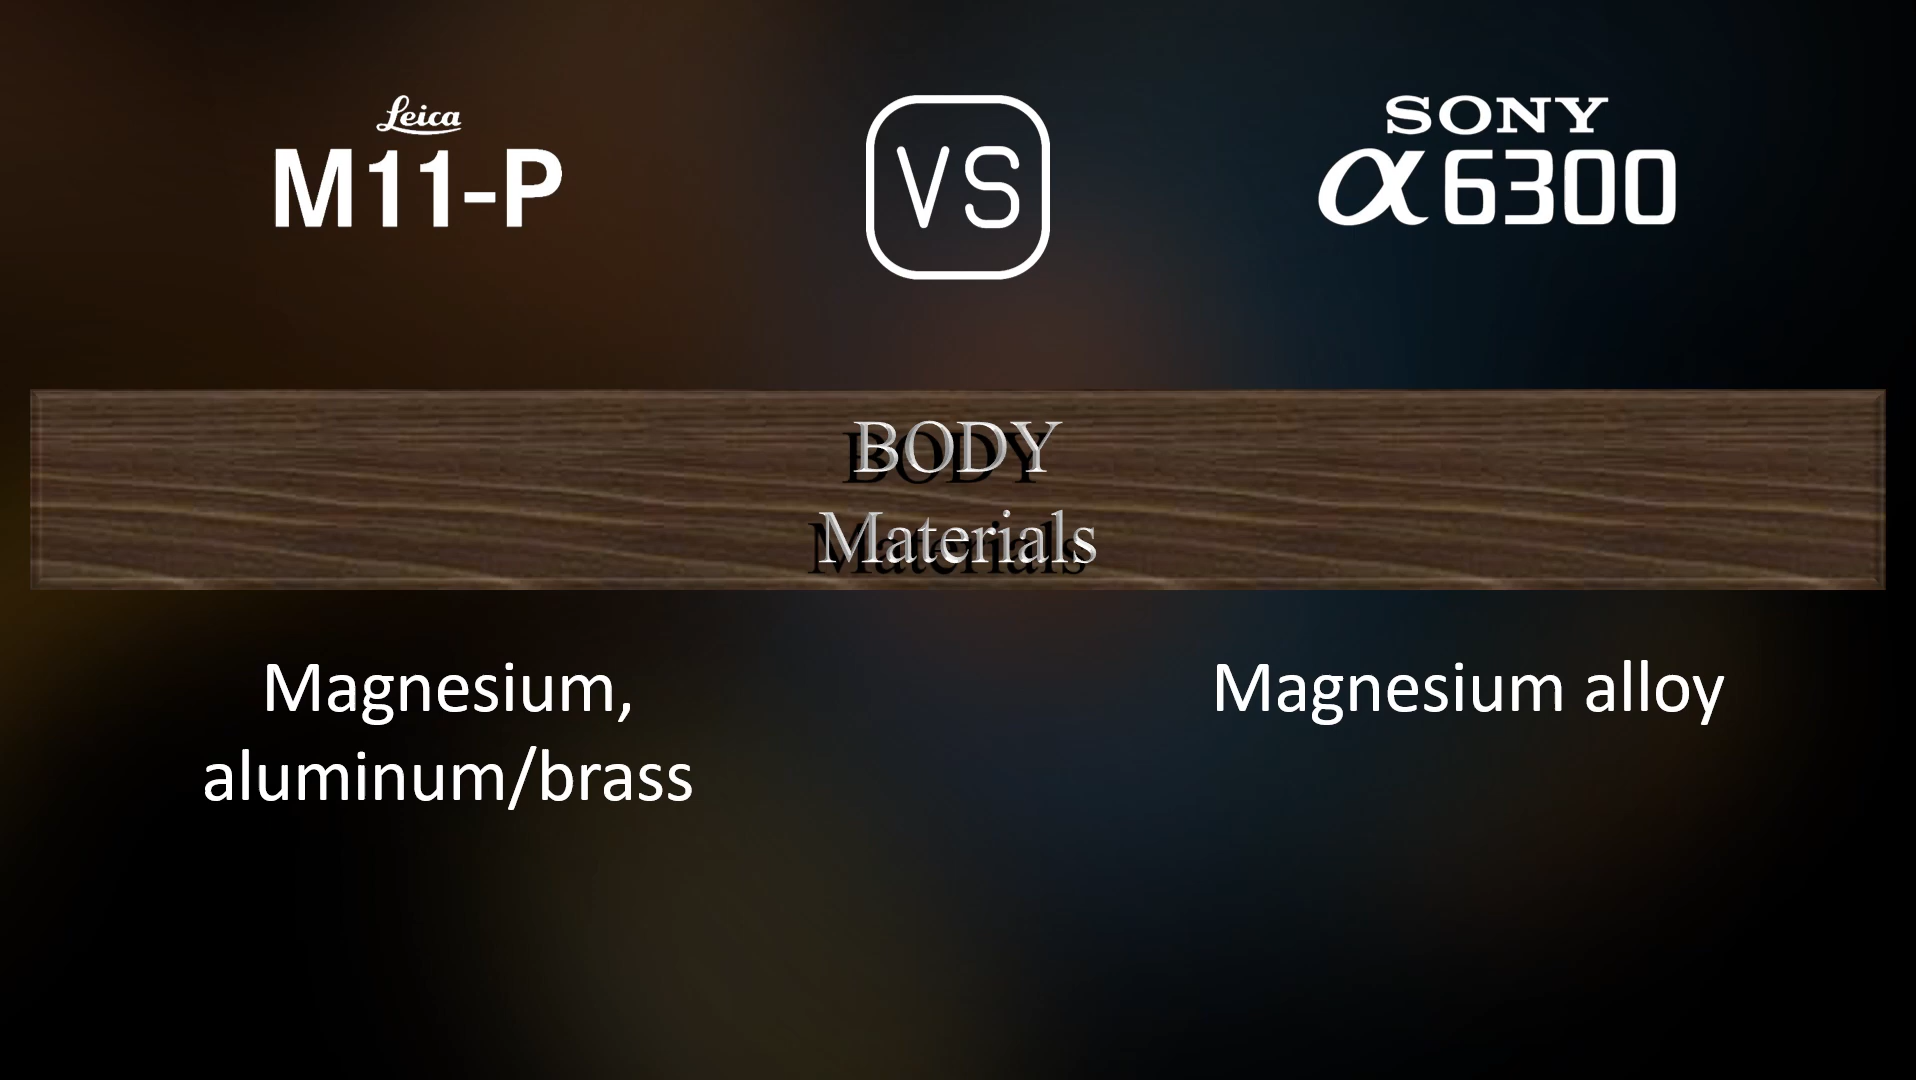 Leica
M11-P
VS
SONY
α6300
BODY
Materials
Magnesium,
aluminum/brass
Magnesium alloy